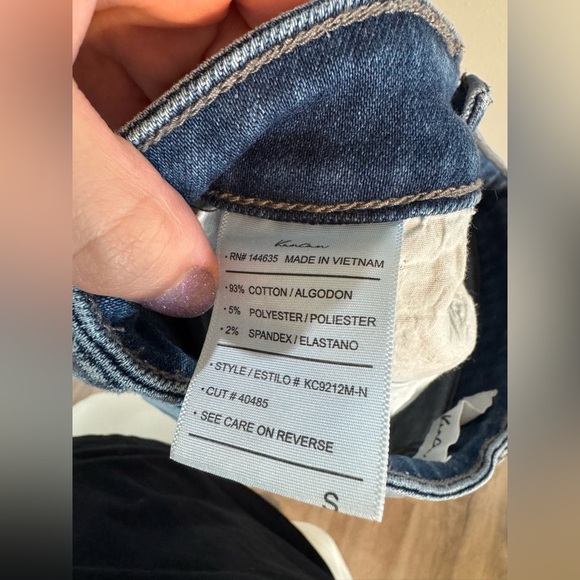 KanCan
• RN# 144635 MADE IN VIETNAM
• 93% COTTON / ALGODON
• 5% POLYESTER / POLIESTER
• 2% SPANDEX / ELASTANO
• STYLE / ESTILO # KC9212M-N
• CUT # 40485
• SEE CARE ON REVERSE
S